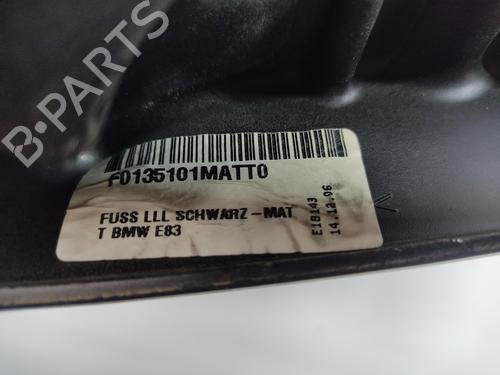 B-PARTS
F0135101MATT0
FUSS LLL SCHWARZ-MAT
T BMW E83
E18143
14.12.06